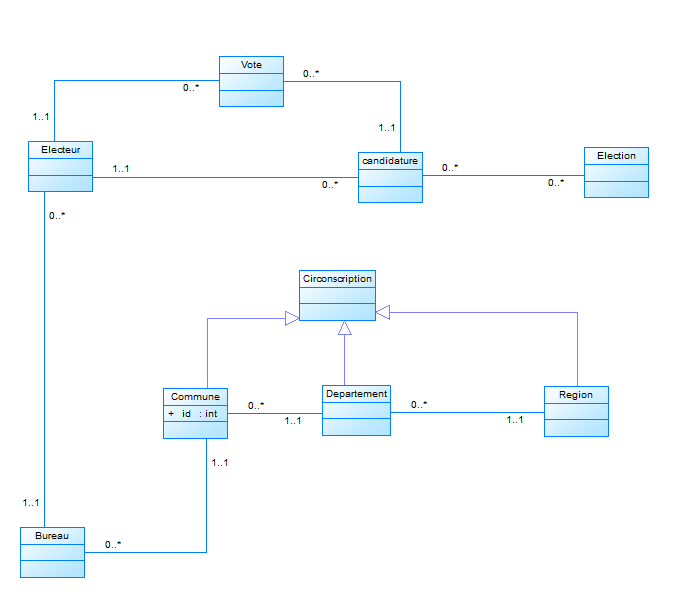 Vote
0..*
0..*
1..1
1..1
Electeur
candidature
Election
1..1
0..*
0..*
0..*
0..*
Circonscription
Commune
+ id : int
Departement
Region
0..*
1..1
0..*
1..1
1..1
1..1
Bureau
0..*